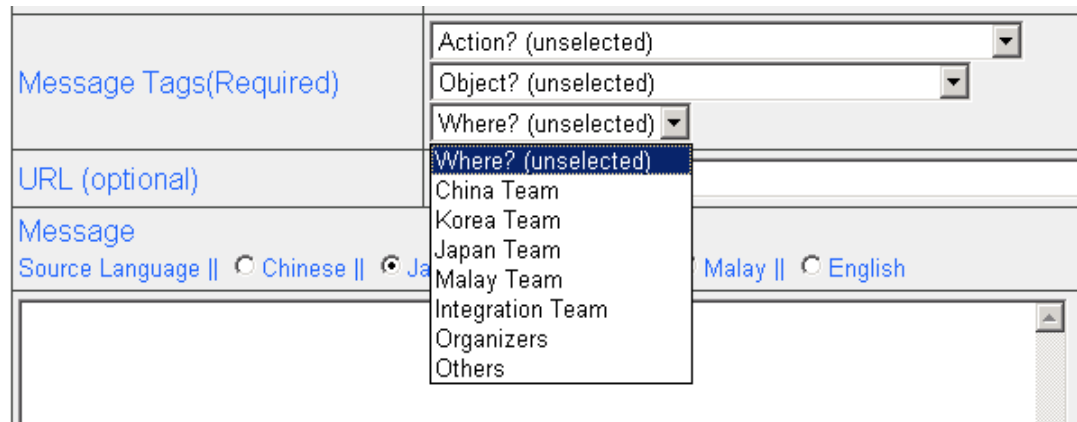 Action? (unselected)
Message Tags(Required)
Object? (unselected)
Where? (unselected)
Where? (unselected)
URL (optional)
China Team
Korea Team
Message
Japan Team
Source Language || Chinese || Ja Malay || English
Malay Team
Integration Team
Organizers
Others